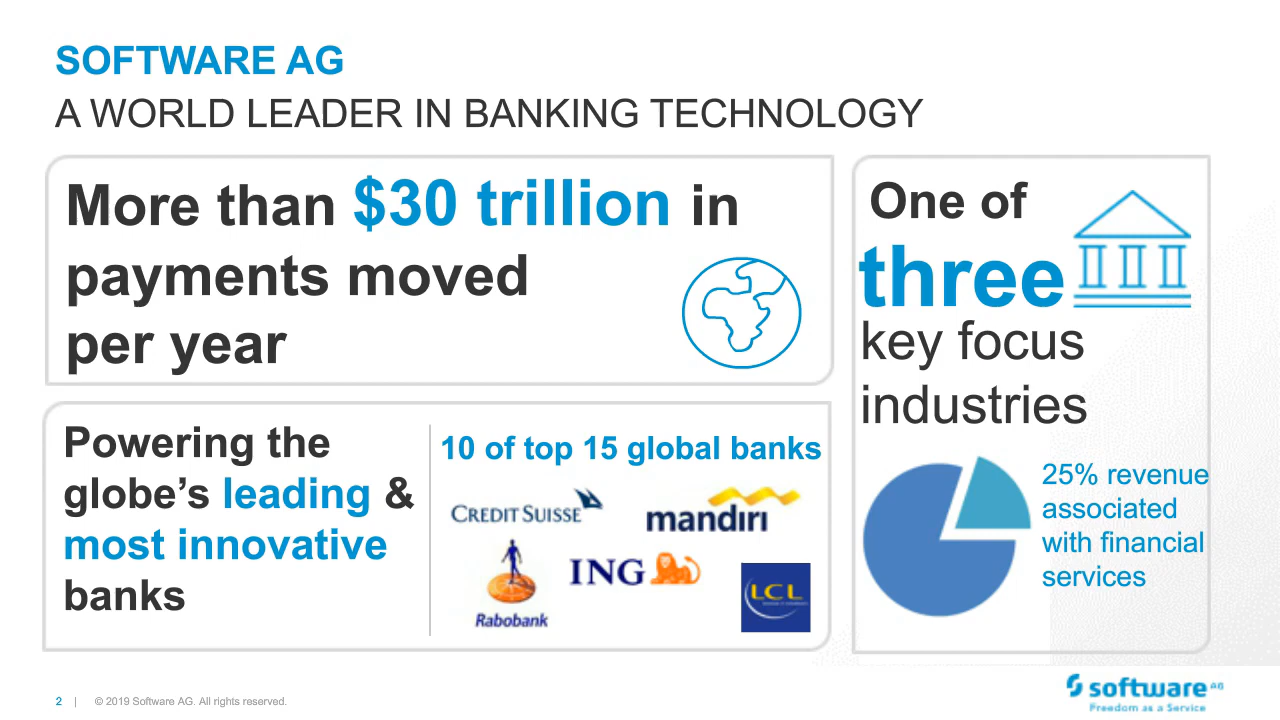 SOFTWARE AG
A WORLD LEADER IN BANKING TECHNOLOGY
More than $30 trillion in
payments moved
per year
One of
three
key focus
industries
25% revenue
associated
with financial
services
Powering the
globe’s leading &
most innovative
banks
10 of top 15 global banks
CREDIT SUISSE
mandiri
ING
Rabobank
LCL
2 | © 2019 Software AG. All rights reserved.
software AG
Freedom as a Service